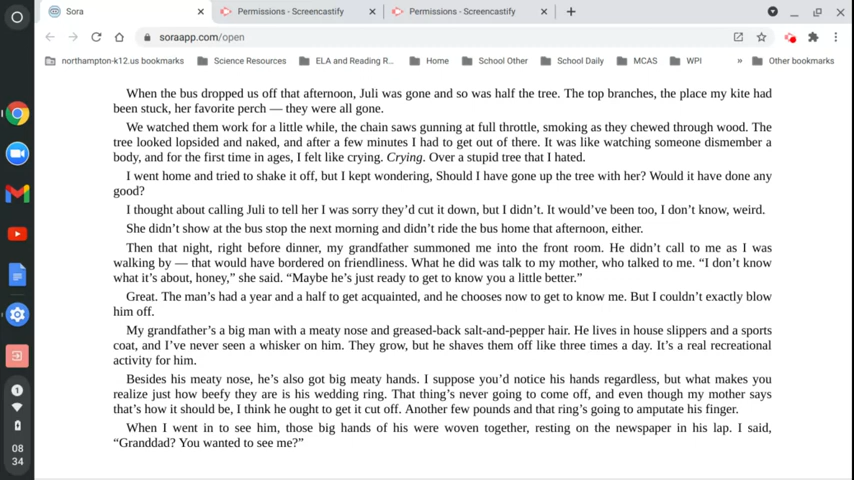 Sora
Permissions - Screencastify
Permissions - Screencastify
soraapp.com/open
northampton-k12.us bookmarks
Science Resources
ELA and Reading R...
Home
School Other
School Daily
MCAS
WPI
»
Other bookmarks
When the bus dropped us off that afternoon, Juli was gone and so was half the tree. The top branches, the place my kite had
been stuck, her favorite perch — they were all gone.
We watched them work for a little while, the chain saws gunning at full throttle, smoking as they chewed through wood. The
tree looked lopsided and naked, and after a few minutes I had to get out of there. It was like watching someone dismember a
body, and for the first time in ages, I felt like crying. Crying. Over a stupid tree that I hated.
I went home and tried to shake it off, but I kept wondering, Should I have gone up the tree with her? Would it have done any
good?
I thought about calling Juli to tell her I was sorry they’d cut it down, but I didn’t. It would’ve been too, I don’t know, weird.
She didn’t show at the bus stop the next morning and didn’t ride the bus home that afternoon, either.
Then that night, right before dinner, my grandfather summoned me into the front room. He didn’t call to me as I was
walking by — that would have bordered on friendliness. What he did was talk to my mother, who talked to me. “I don’t know
what it’s about, honey,” she said. “Maybe he’s just ready to get to know you a little better.”
Great. The man’s had a year and a half to get acquainted, and he chooses now to get to know me. But I couldn’t exactly blow
him off.
My grandfather’s a big man with a meaty nose and greased-back salt-and-pepper hair. He lives in house slippers and a sports
coat, and I’ve never seen a whisker on him. They grow, but he shaves them off like three times a day. It’s a real recreational
activity for him.
Besides his meaty nose, he’s also got big meaty hands. I suppose you’d notice his hands regardless, but what makes you
realize just how beefy they are is his wedding ring. That thing’s never going to come off, and even though my mother says
that’s how it should be, I think he ought to get it cut off. Another few pounds and that ring’s going to amputate his finger.
When I went in to see him, those big hands of his were woven together, resting on the newspaper in his lap. I said,
“Granddad? You wanted to see me?”
1
08
34